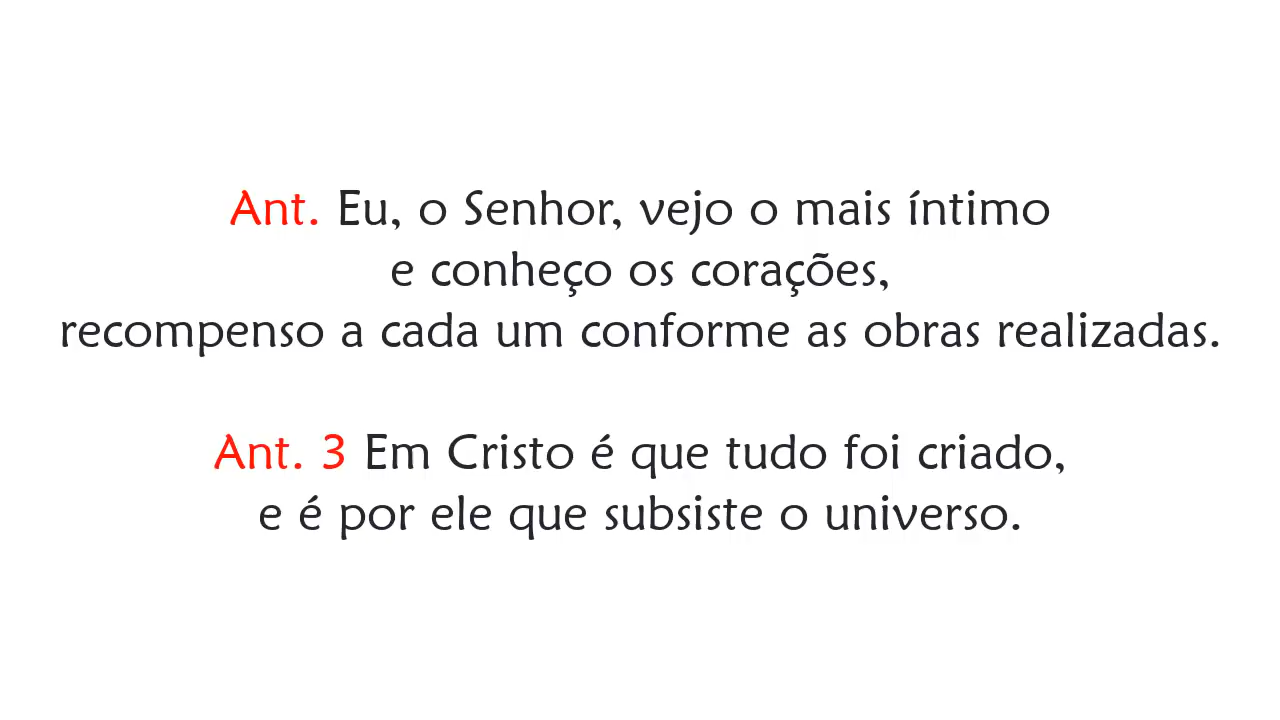 Ant. Eu, o Senhor, vejo o mais íntimo
e conheço os corações,
recompenso a cada um conforme as obras realizadas.
Ant. 3 Em Cristo é que tudo foi criado,
e é por ele que subsiste o universo.